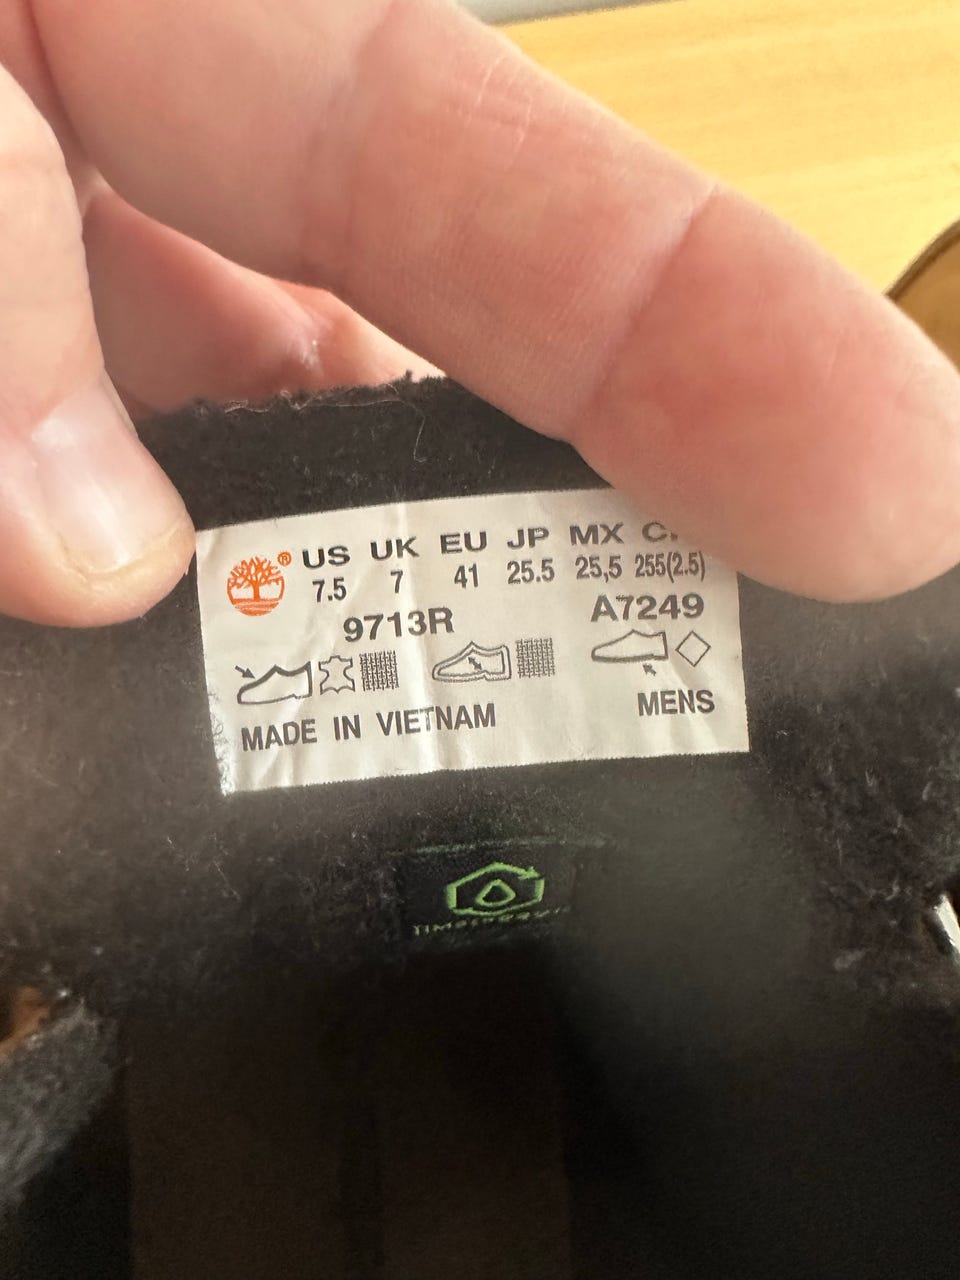 ® US UK EU JP MX
7.5 7 41 25.5 25,5 255(2.5)
9713R A7249
MADE IN VIETNAM MENS